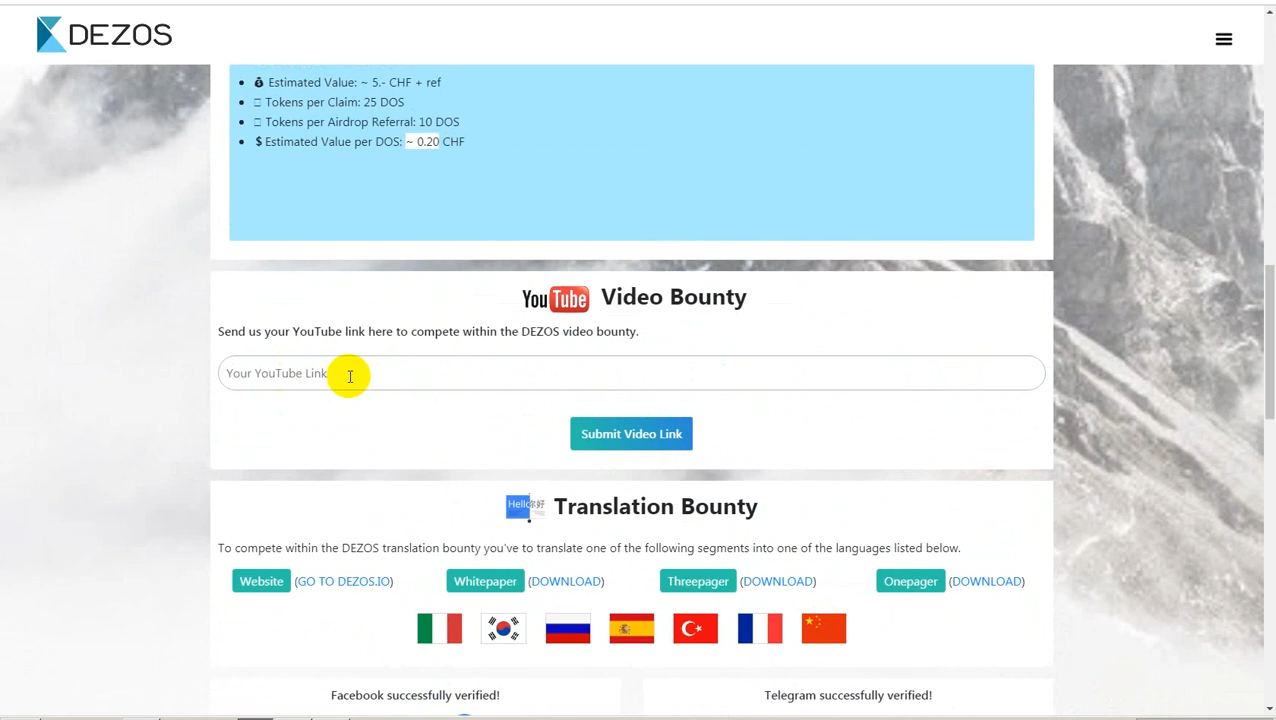 DEZOS
Estimated Value: ~ 5.- CHF + ref
Tokens per Claim: 25 DOS
Tokens per Airdrop Referral: 10 DOS
$ Estimated Value per DOS: ~ 0.20 CHF
YouTube Video Bounty
Send us your YouTube link here to compete within the DEZOS video bounty.
Your YouTube Link
Submit Video Link
Hello 你好 Translation Bounty
To compete within the DEZOS translation bounty you've to translate one of the following segments into one of the languages listed below.
Website (GO TO DEZOS.IO) Whitepaper (DOWNLOAD) Threepager (DOWNLOAD) Onepager (DOWNLOAD)
Facebook successfully verified! Telegram successfully verified!